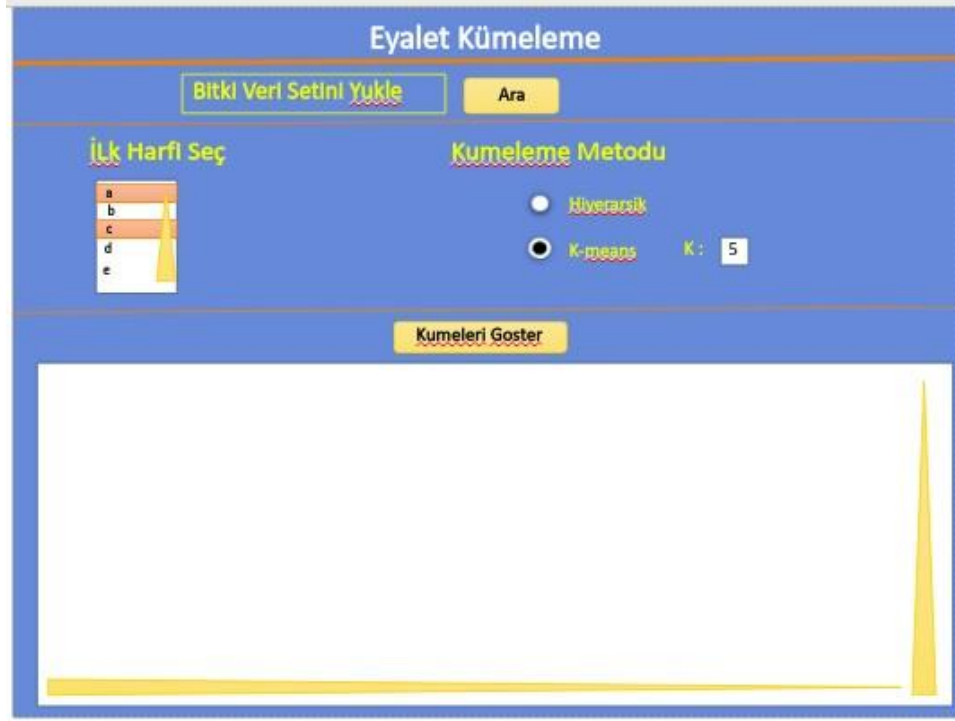 Eyalet Kümeleme
Bitki Veri Setini Yukle
Ara
İLk Harfi Seç
Kumeleme Metodu
a
b
c
d
e
Hiyerarsik
K-means K: 5
Kumeleri Goster